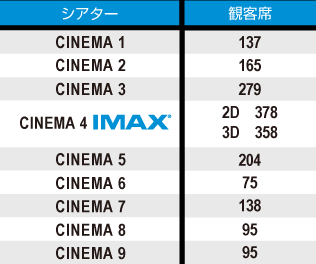 シアター 観客席
CINEMA 1 137
CINEMA 2 165
CINEMA 3 279
CINEMA 4 IMAX® 2D 378
3D 358
CINEMA 5 204
CINEMA 6 75
CINEMA 7 138
CINEMA 8 95
CINEMA 9 95